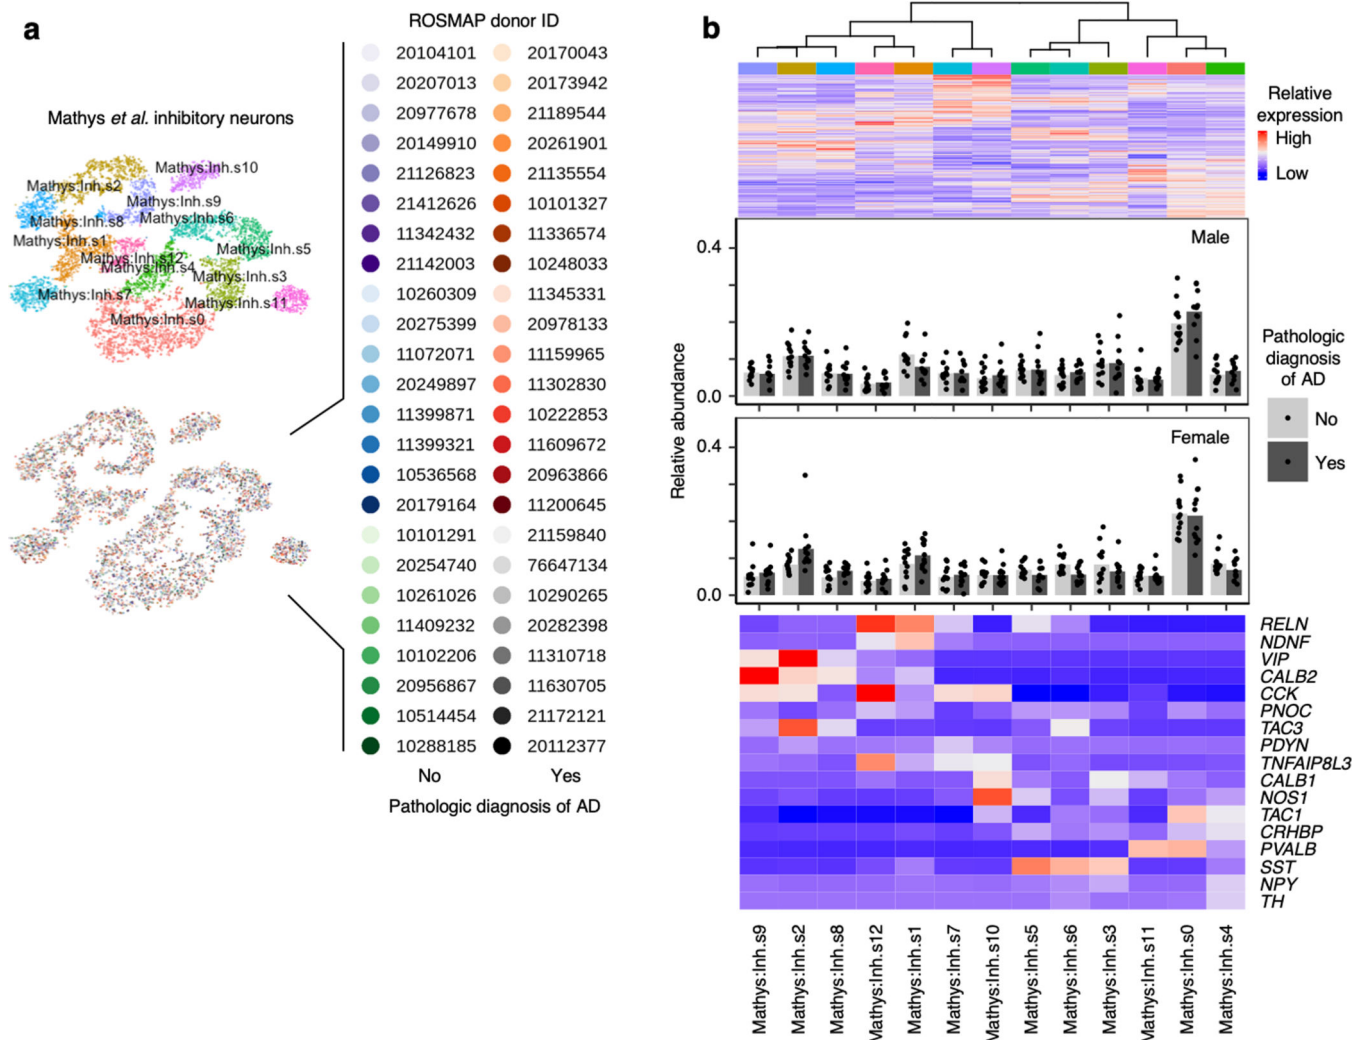 a
ROSMAP donor ID
Mathys et al. inhibitory neurons
Mathys:Inh.s10
Mathys:Inh.s2
Mathys:Inh.s9
Mathys:Inh.s8
Mathys:Inh.s6
Mathys:Inh.s1
Mathys:Inh.s5
Mathys:Inh.s12
Mathys:Inh.s4
Mathys:Inh.s3
Mathys:Inh.s7
Mathys:Inh.s11
Mathys:Inh.s0
20104101 20170043
20207013 20173942
20977678 21189544
20149910 20261901
21126823 21135554
21412626 10101327
11342432 11336574
21142003 10248033
10260309 11345331
20275399 20978133
11072071 11159965
20249897 11302830
11399871 10222853
11399321 11609672
10536568 20963866
20179164 11200645
10101291 21159840
20254740 76647134
10261026 10290265
11409232 20282398
10102206 11310718
20956867 11630705
10514454 21172121
10288185 20112377
No Yes
Pathologic diagnosis of AD
b
Relative
expression
High
Low
Male
0.4
0.0
Relative abundance
Female
0.4
0.0
Pathologic
diagnosis
of AD
No
Yes
RELN
NDNF
VIP
CALB2
CCK
PNOC
TAC3
PDYN
TNFAIP8L3
CALB1
NOS1
TAC1
CRHBP
PVALB
SST
NPY
TH
Mathys:Inh.s9
Mathys:Inh.s2
Mathys:Inh.s8
Mathys:Inh.s12
Mathys:Inh.s1
Mathys:Inh.s7
Mathys:Inh.s10
Mathys:Inh.s5
Mathys:Inh.s6
Mathys:Inh.s3
Mathys:Inh.s11
Mathys:Inh.s0
Mathys:Inh.s4